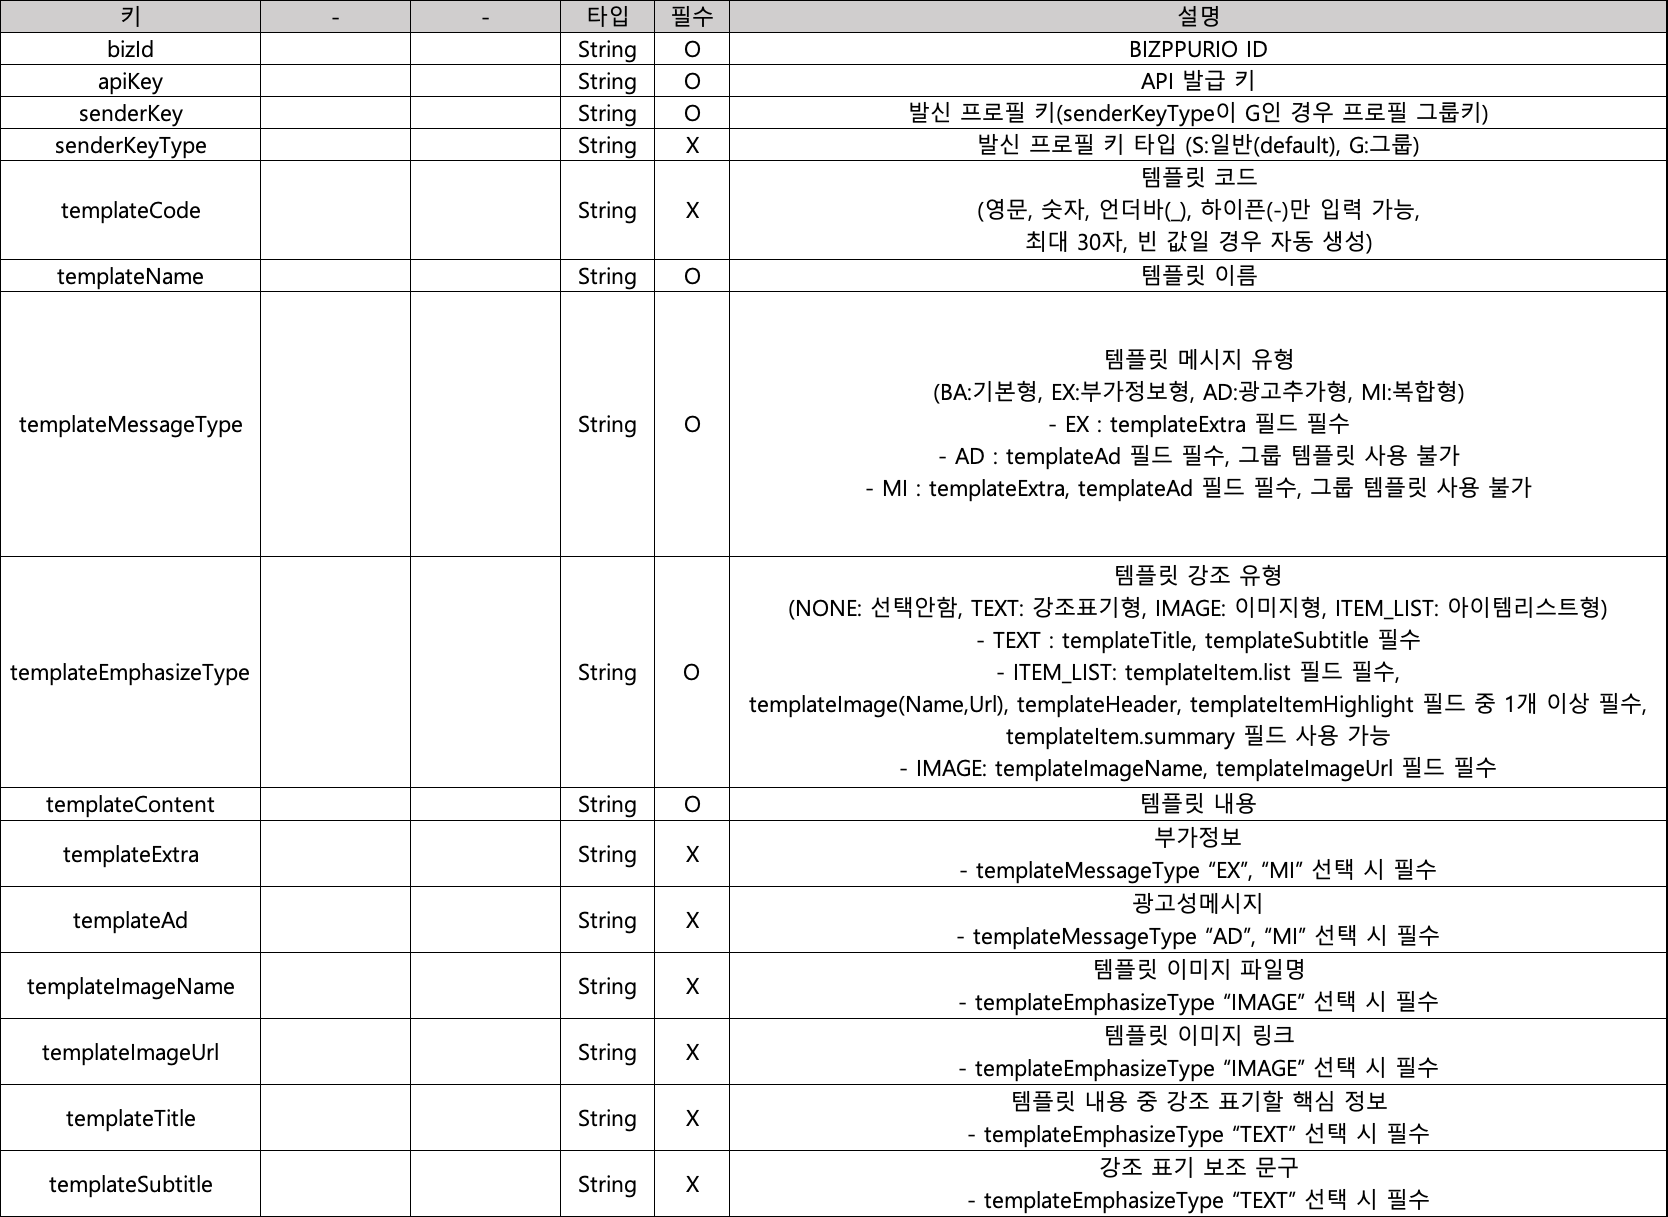 키 - - 타입 필수 설명
bizId String O BIZPPURIO ID
apiKey String O API 발급 키
senderKey String O 발신 프로필 키(senderKeyType이 G인 경우 프로필 그룹키)
senderKeyType String X 발신 프로필 키 타입 (S:일반(default), G:그룹)
templateCode String X 템플릿 코드
(영문, 숫자, 언더바(_), 하이픈(-)만 입력 가능,
최대 30자, 빈 값일 경우 자동 생성)
templateName String O 템플릿 이름
templateMessageType String O 템플릿 메시지 유형
(BA:기본형, EX:부가정보형, AD:광고추가형, MI:복합형)
- EX : templateExtra 필드 필수
- AD : templateAd 필드 필수, 그룹 템플릿 사용 불가
- MI : templateExtra, templateAd 필드 필수, 그룹 템플릿 사용 불가
templateEmphasizeType String O 템플릿 강조 유형
(NONE: 선택안함, TEXT: 강조표기형, IMAGE: 이미지형, ITEM_LIST: 아이템리스트형)
- TEXT : templateTitle, templateSubtitle 필수
- ITEM_LIST: templateItem.list 필드 필수,
templateImage(Name,Url), templateHeader, templateItemHighlight 필드 중 1개 이상 필수,
templateItem.summary 필드 사용 가능
- IMAGE: templateImageName, templateImageUrl 필드 필수
templateContent String O 템플릿 내용
templateExtra String X 부가정보
- templateMessageType “EX”, “MI” 선택 시 필수
templateAd String X 광고성메시지
- templateMessageType “AD”, “MI” 선택 시 필수
templateImageName String X 템플릿 이미지 파일명
- templateEmphasizeType “IMAGE” 선택 시 필수
templateImageUrl String X 템플릿 이미지 링크
- templateEmphasizeType “IMAGE” 선택 시 필수
templateTitle String X 템플릿 내용 중 강조 표기할 핵심 정보
- templateEmphasizeType “TEXT” 선택 시 필수
templateSubtitle String X 강조 표기 보조 문구
- templateEmphasizeType “TEXT” 선택 시 필수